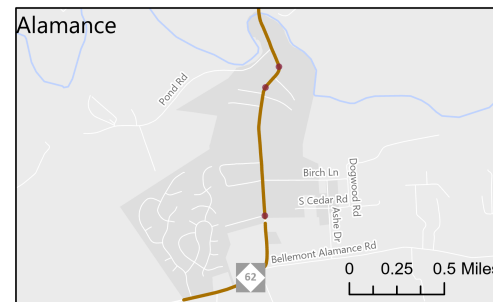 Alamance
Pond Rd
Birch Ln
Dogwood Rd
S Cedar Rd
Ashe Dr
Bellemont Alamance Rd
62
0 0.25 0.5 Miles